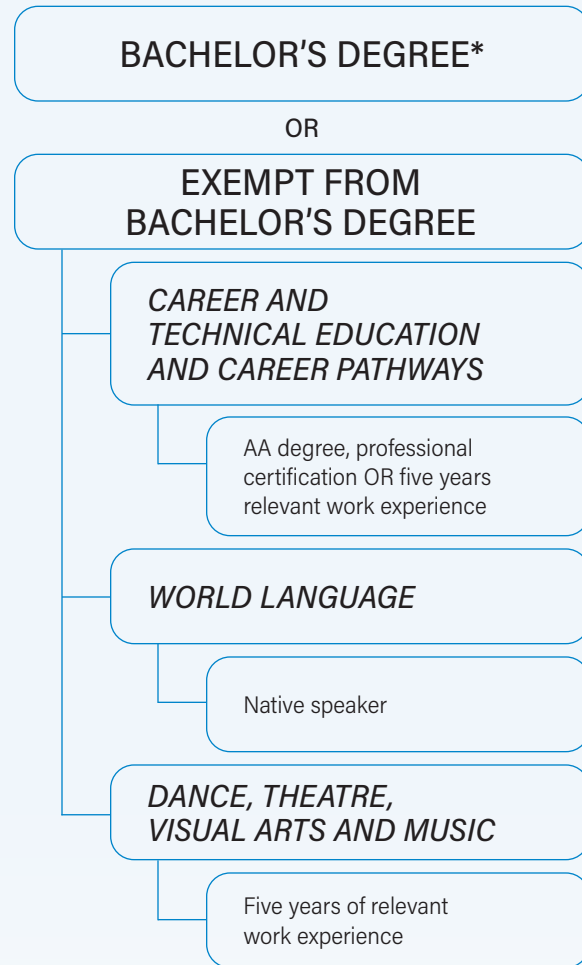 BACHELOR'S DEGREE*
OR
EXEMPT FROM
BACHELOR'S DEGREE
CAREER AND
TECHNICAL EDUCATION
AND CAREER PATHWAYS
AA degree, professional
certification OR five years
relevant work experience
WORLD LANGUAGE
Native speaker
DANCE, THEATRE,
VISUAL ARTS AND MUSIC
Five years of relevant
work experience